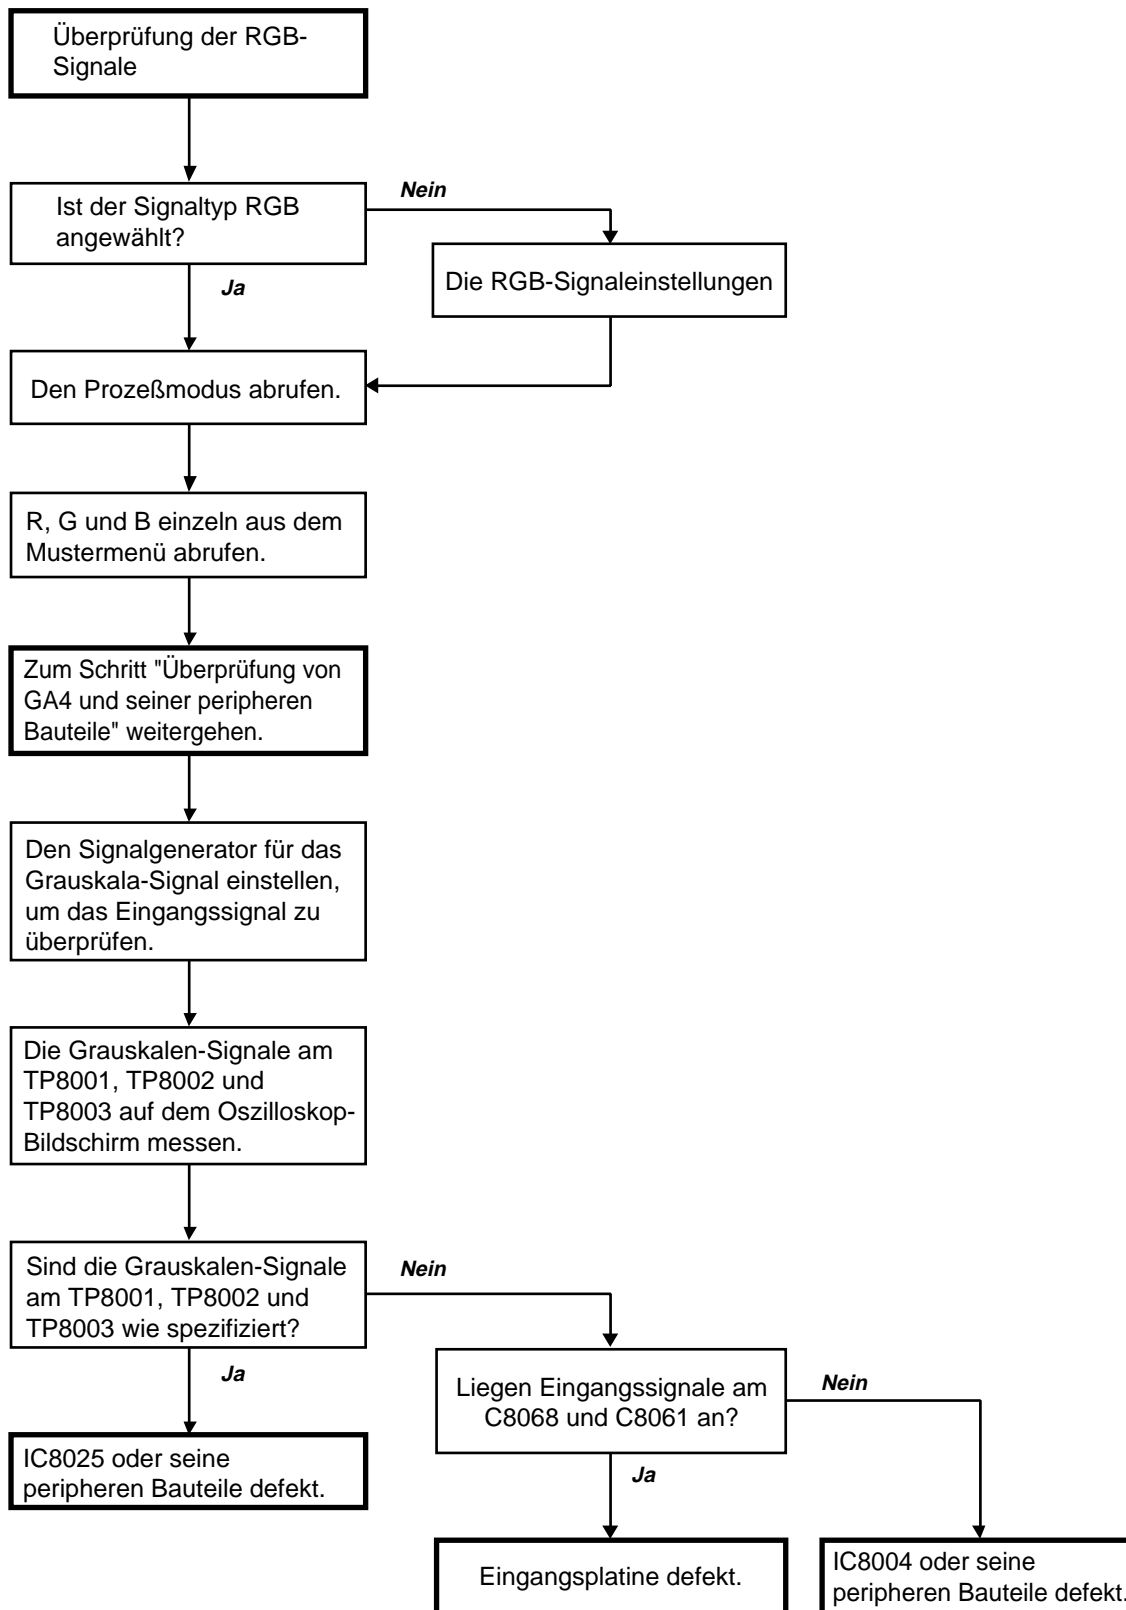 Überprüfung der RGB-
Signale
Ist der Signaltyp RGB
angewählt?
Nein
Die RGB-Signaleinstellungen
Ja
Den Prozeßmodus abrufen.
R, G und B einzeln aus dem
Mustermenü abrufen.
Zum Schritt "Überprüfung von
GA4 und seiner peripheren
Bauteile" weitergehen.
Den Signalgenerator für das
Grauskala-Signal einstellen,
um das Eingangssignal zu
überprüfen.
Die Grauskalen-Signale am
TP8001, TP8002 und
TP8003 auf dem Oszilloskop-
Bildschirm messen.
Sind die Grauskalen-Signale
am TP8001, TP8002 und
TP8003 wie spezifiziert?
Nein
Ja
Liegen Eingangssignale am
C8068 und C8061 an?
Nein
Ja
IC8025 oder seine
peripheren Bauteile defekt.
Eingangsplatine defekt.
IC8004 oder seine
peripheren Bauteile defekt.